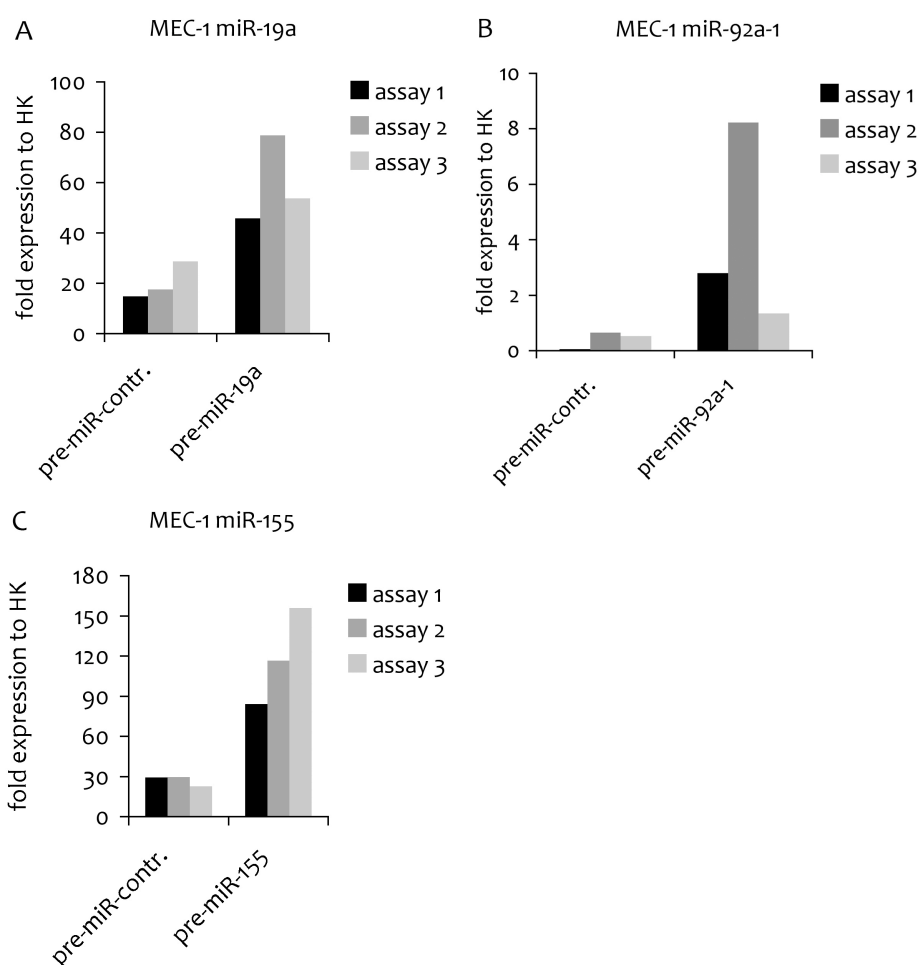 A
MEC-1 miR-19a
fold expression to HK
100
80
60
40
20
0
assay 1
assay 2
assay 3
pre-miR-contr.
pre-miR-19a
B
MEC-1 miR-92a-1
fold expression to HK
10
8
6
4
2
0
assay 1
assay 2
assay 3
pre-miR-contr.
pre-miR-92a-1
C
MEC-1 miR-155
fold expression to HK
180
150
120
90
60
30
0
assay 1
assay 2
assay 3
pre-miR-contr.
pre-miR-155